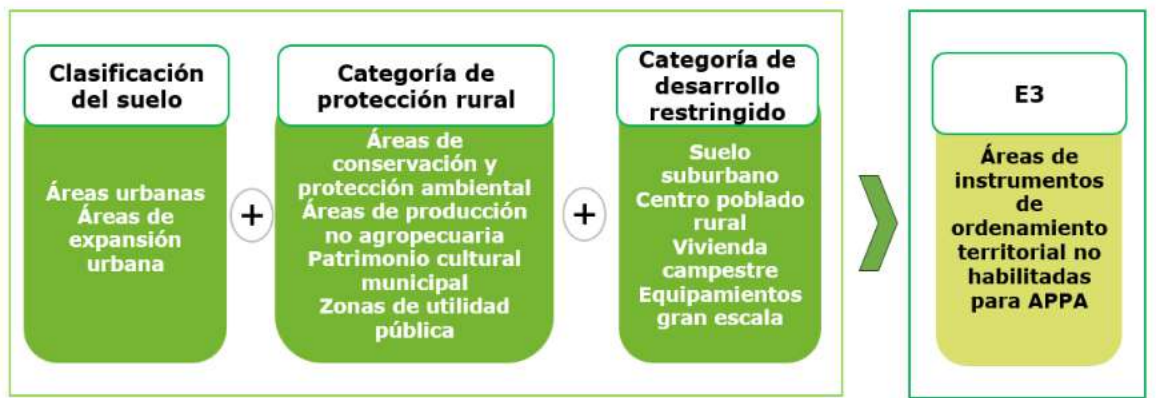 Clasificación
del suelo
Áreas urbanas
Áreas de
expansión
urbana
+
Categoría de
protección rural
Áreas de
conservación y
protección ambiental
Áreas de producción
no agropecuaria
Patrimonio cultural
municipal
Zonas de utilidad
pública
+
Categoría de
desarrollo
restringido
Suelo
suburbano
Centro poblado
rural
Vivienda
campestre
Equipamientos
gran escala
E3
Áreas de
instrumentos
de
ordenamiento
territorial no
habilitadas
para APPA